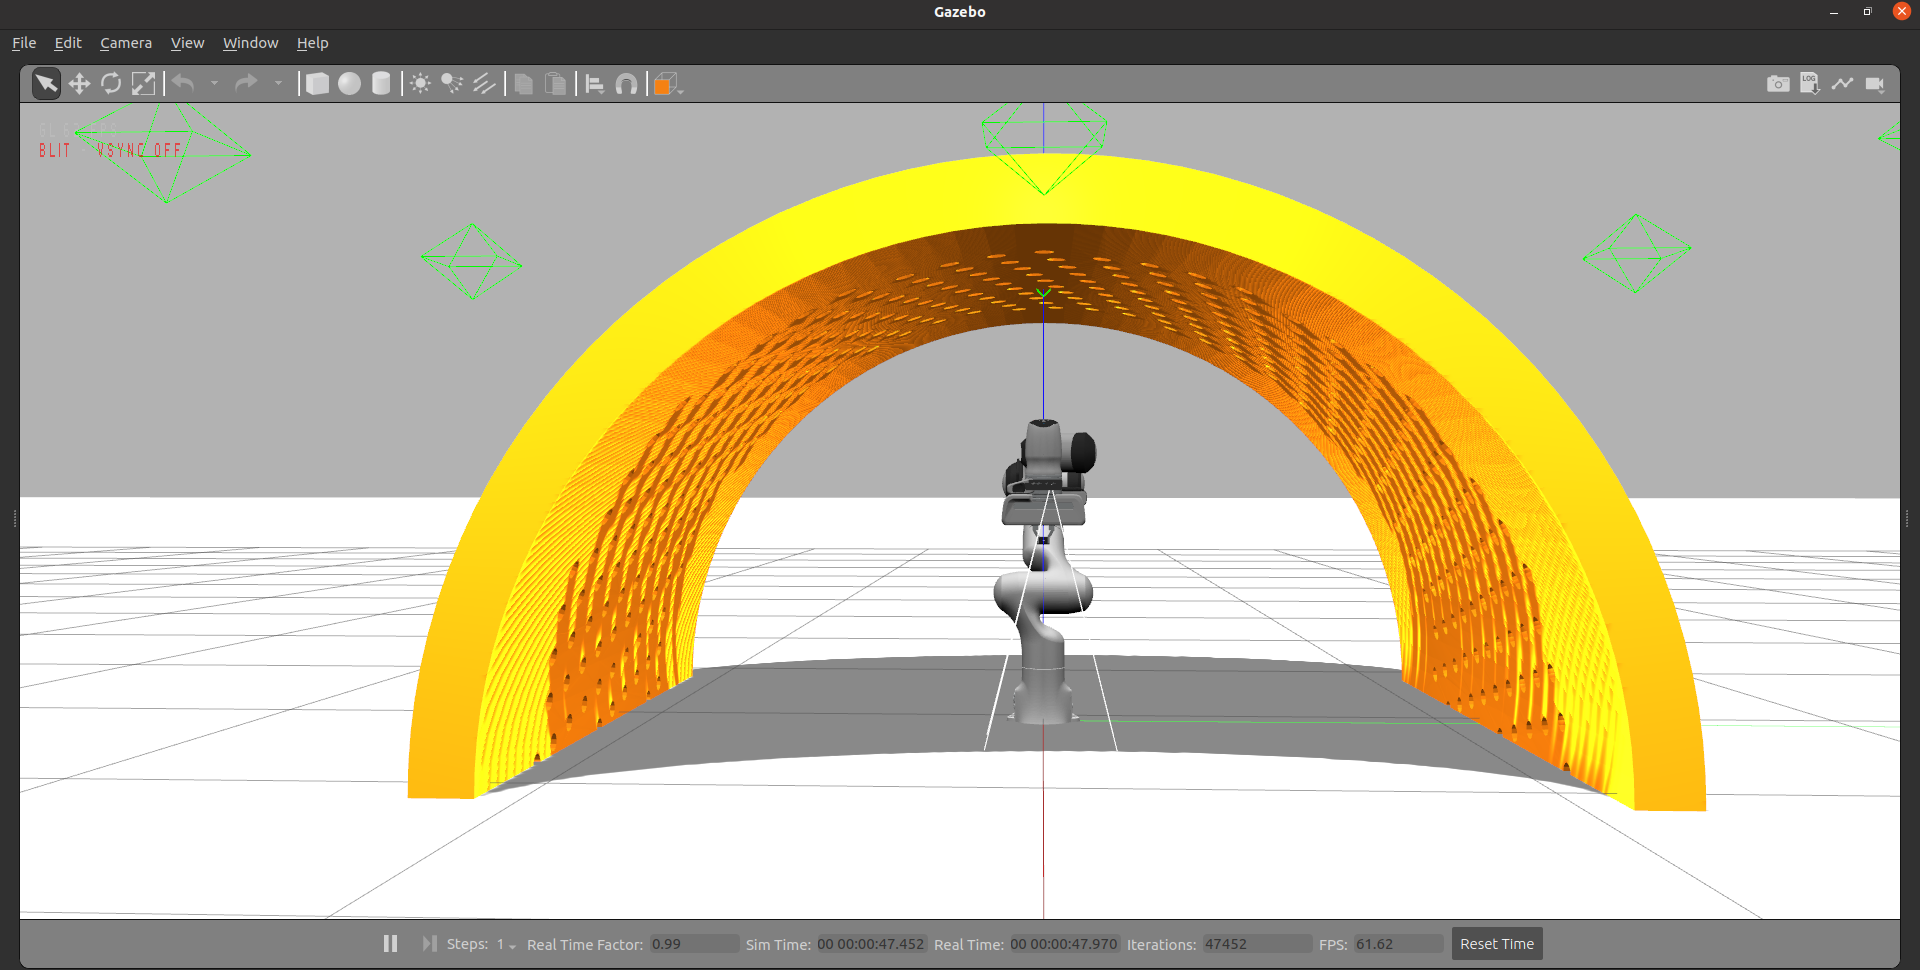 Gazebo
File Edit Camera View Window Help
LOG
BLIT VSYNC OFF
Steps: 1 Real Time Factor: 0.99 Sim Time: 00 00:00:47.452 Real Time: 00 00:00:47.970 Iterations: 47452 FPS: 61.62 Reset Time